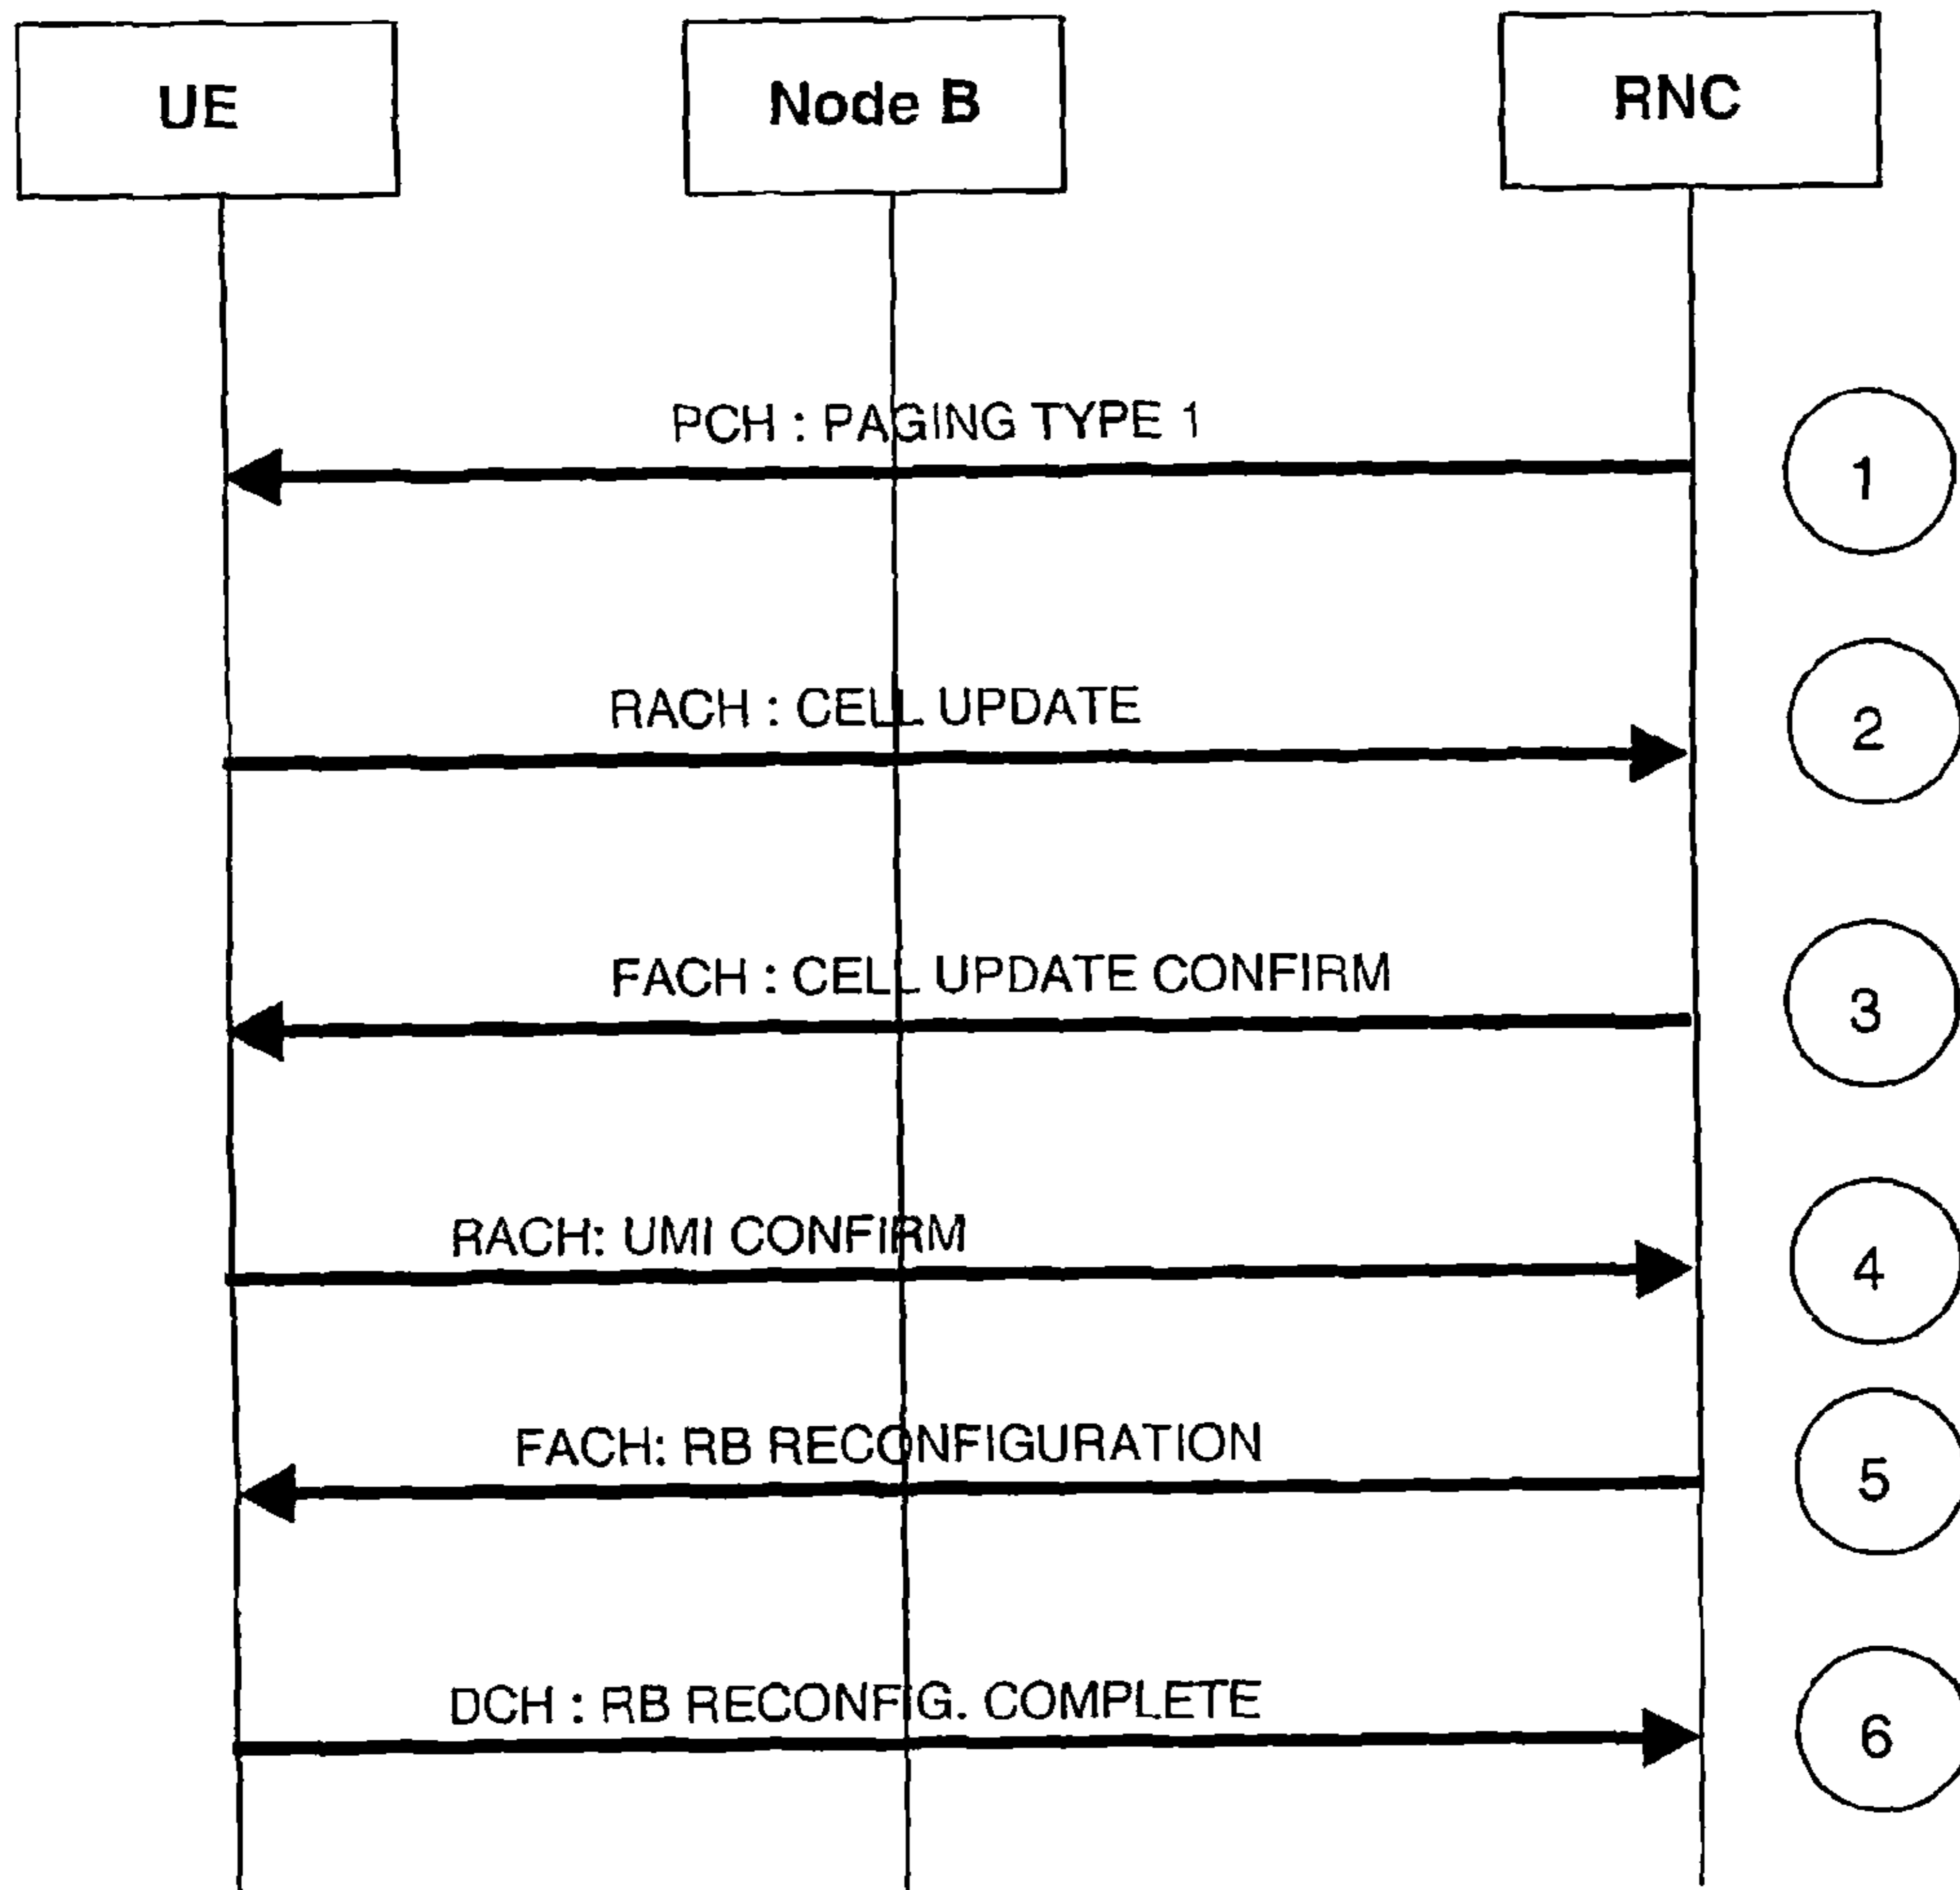 UE
Node B
RNC
PCH : PAGING TYPE 1
1
RACH : CELL UPDATE
2
FACH : CELL UPDATE CONFIRM
3
RACH: UMI CONFIRM
4
FACH: RB RECONFIGURATION
5
DCH : RB RECONFIG. COMPLETE
6